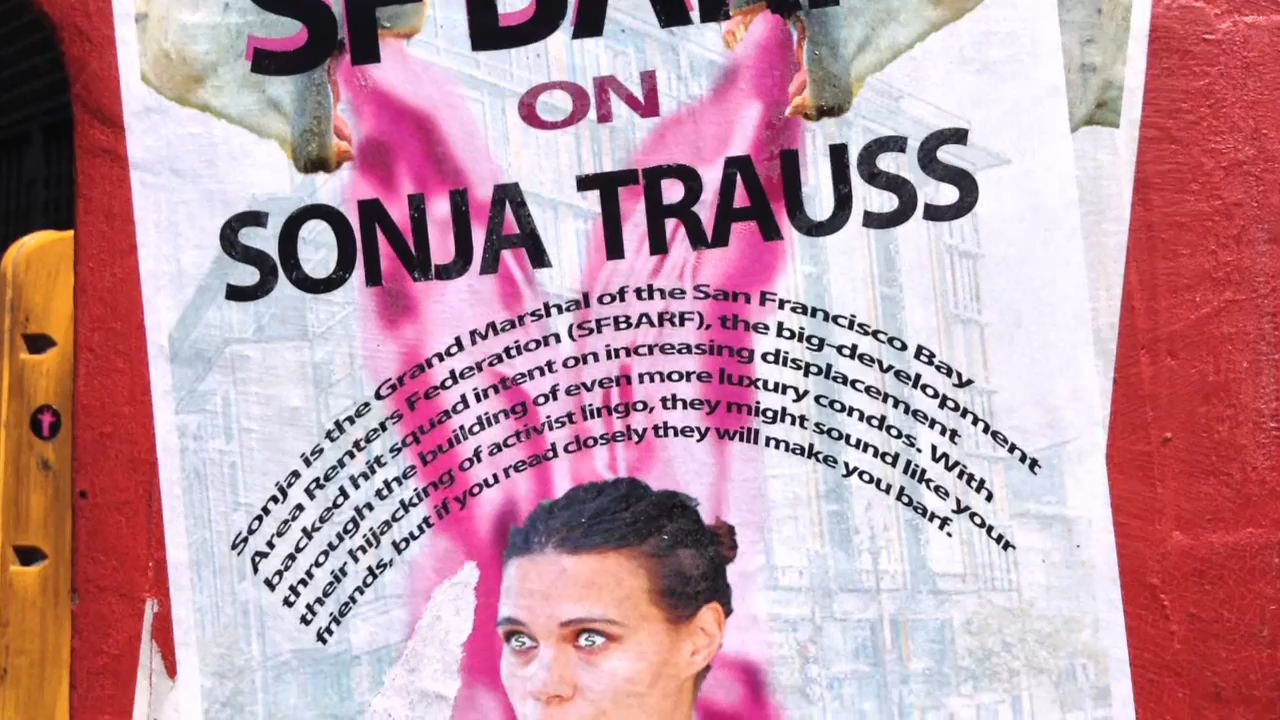 SFBARF
ON
SONJA TRAUSS
Sonja is the Grand Marshal of the San Francisco Bay
Area Renters Federation (SFBARF), the big-development
backed hit squad intent on increasing displacement
through the building of even more luxury condos. With
their hijacking of activist lingo, they might sound like your
friends, but if you read closely they will make you barf.
$ $